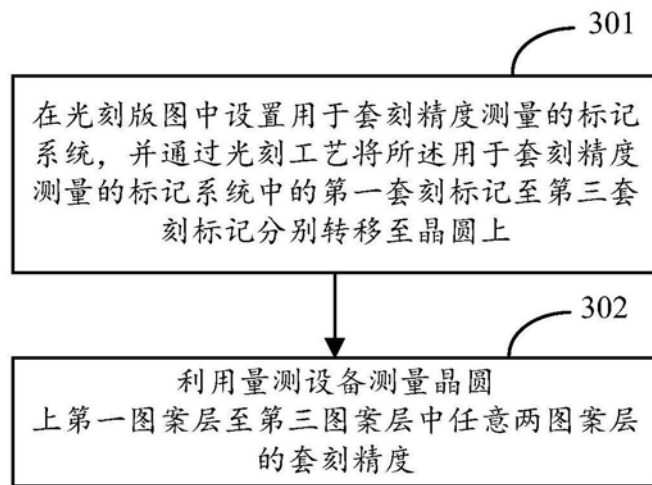 301
在光刻版图中设置用于套刻精度测量的标记
系统，并通过光刻工艺将所述用于套刻精度
测量的标记系统中的第一套刻标记至第三套
刻标记分别转移至晶圆上
302
利用量测设备测量晶圆
上第一图案层至第三图案层中任意两图案层
的套刻精度